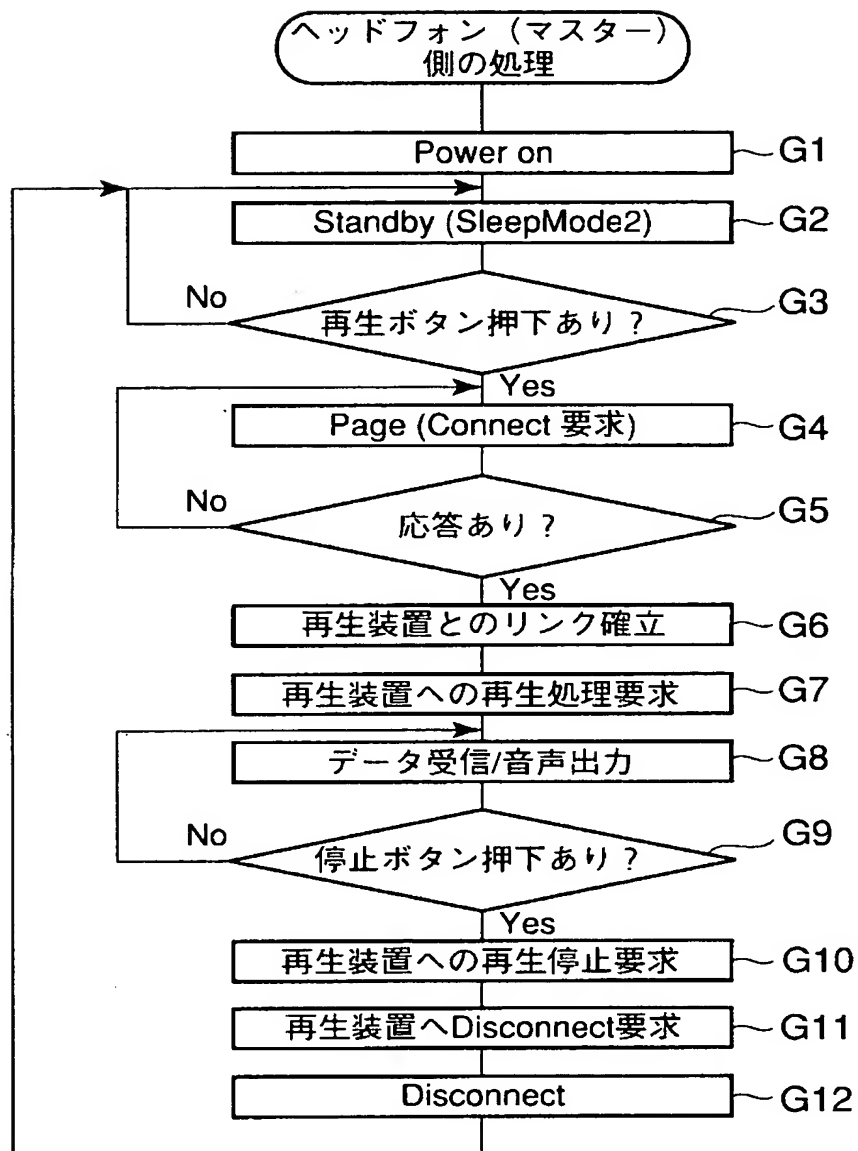 ヘッドフォン（マスター）
側の処理
Power on G1
Standby (SleepMode2) G2
No 再生ボタン押下あり？ G3
Yes
Page (Connect 要求) G4
No 応答あり？ G5
Yes
再生装置とのリンク確立 G6
再生装置への再生処理要求 G7
データ受信/音声出力 G8
No 停止ボタン押下あり？ G9
Yes
再生装置への再生停止要求 G10
再生装置へDisconnect要求 G11
Disconnect G12